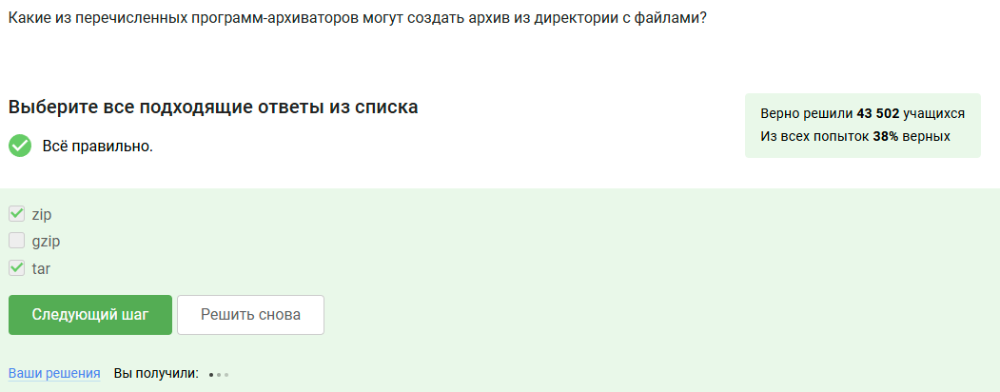 Какие из перечисленных программ-архиваторов могут создать архив из директории с файлами?
Выберите все подходящие ответы из списка
Всё правильно.
Верно решили 43 502 учащихся
Из всех попыток 38% верных
zip
gzip
tar
Следующий шаг
Решить снова
Ваши решения Вы получили: